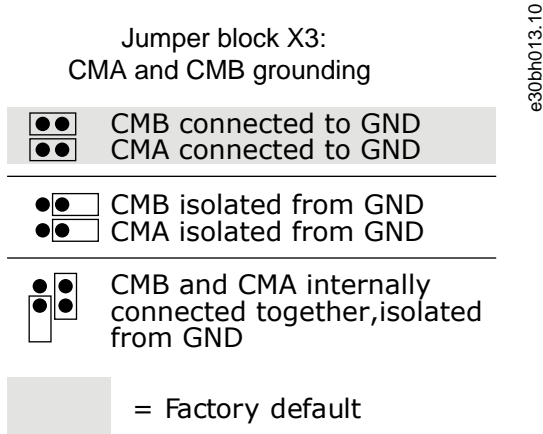 Jumper block X3:
CMA and CMB grounding
CMB connected to GND
CMA connected to GND
CMB isolated from GND
CMA isolated from GND
CMB and CMA internally
connected together,isolated
from GND
= Factory default
e30bh013.10